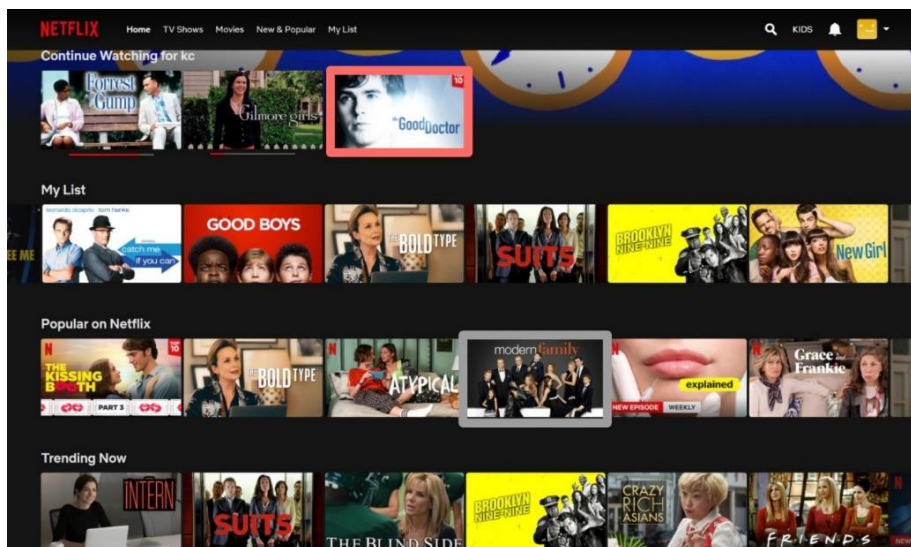 NETFLIX Home TV Shows Movies New & Popular My List KIDS
Continue Watching for kc
Forrest Gump
Gilmore girls
TOP 10
the Good Doctor
My List
EE ME
catch me if you can
GOOD BOYS
THE BOLD TYPE
SUITS
BROOKLYN NINE-NINE
New Girl
Popular on Netflix
N THE KISSING BOOTH TOP 10
PART 3
THE BOLD TYPE
N ATYPICAL
modern family
N explained
NEW EPISODE WEEKLY
N Grace and Frankie
Trending Now
THE INTERN
SUITS
THE BLIND SIDE
BROOKLYN NINE-NINE
CRAZY RICH ASIANS
FRIENDS
N
NEW